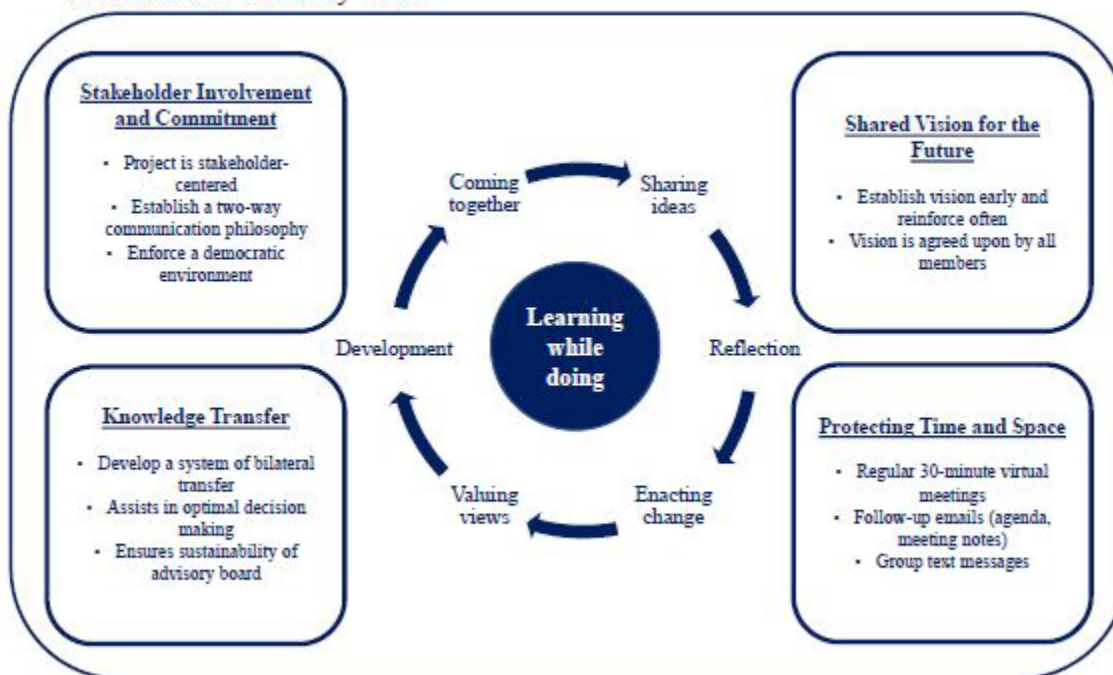 Stakeholder Involvement
and Commitment
• Project is stakeholder-
centered
• Establish a two-way
communication philosophy
• Enforce a democratic
environment
Coming
together
Sharing
ideas
Shared Vision for the
Future
• Establish vision early and
reinforce often
• Vision is agreed upon by all
members
Development
Learning
while
doing
Reflection
Knowledge Transfer
• Develop a system of bilateral
transfer
• Assists in optimal decision
making
• Ensures sustainability of
advisory board
Valuing
views
Enacting
change
Protecting Time and Space
• Regular 30-minute virtual
meetings
• Follow-up emails (agenda,
meeting notes)
• Group text messages